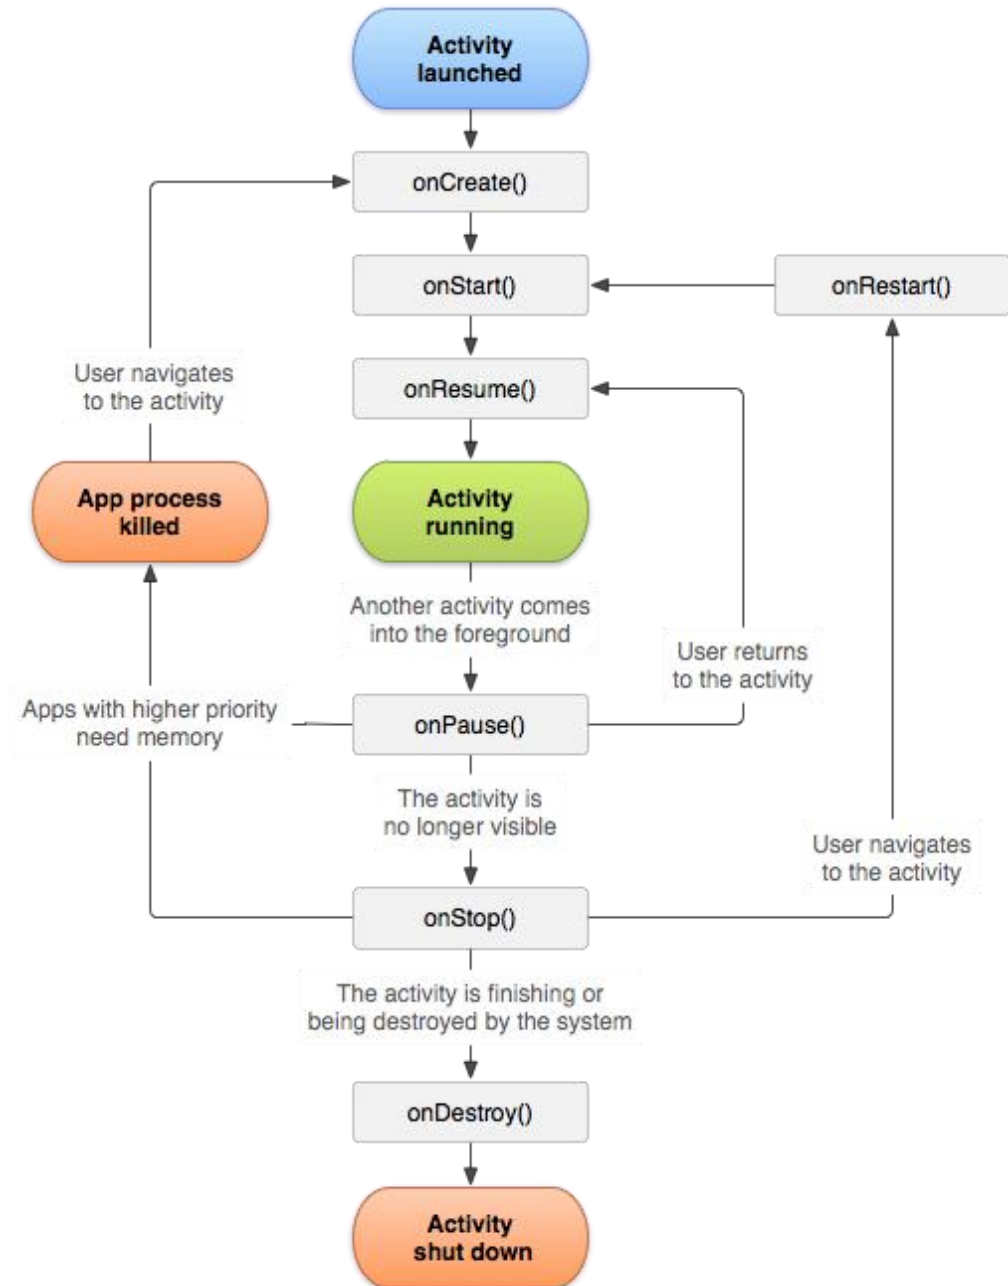 Activity
launched
onCreate()
onStart()
onRestart()
User navigates
to the activity
onResume()
App process
killed
Activity
running
Another activity comes
into the foreground
User returns
to the activity
Apps with higher priority
need memory
onPause()
The activity is
no longer visible
User navigates
to the activity
onStop()
The activity is finishing or
being destroyed by the system
onDestroy()
Activity
shut down